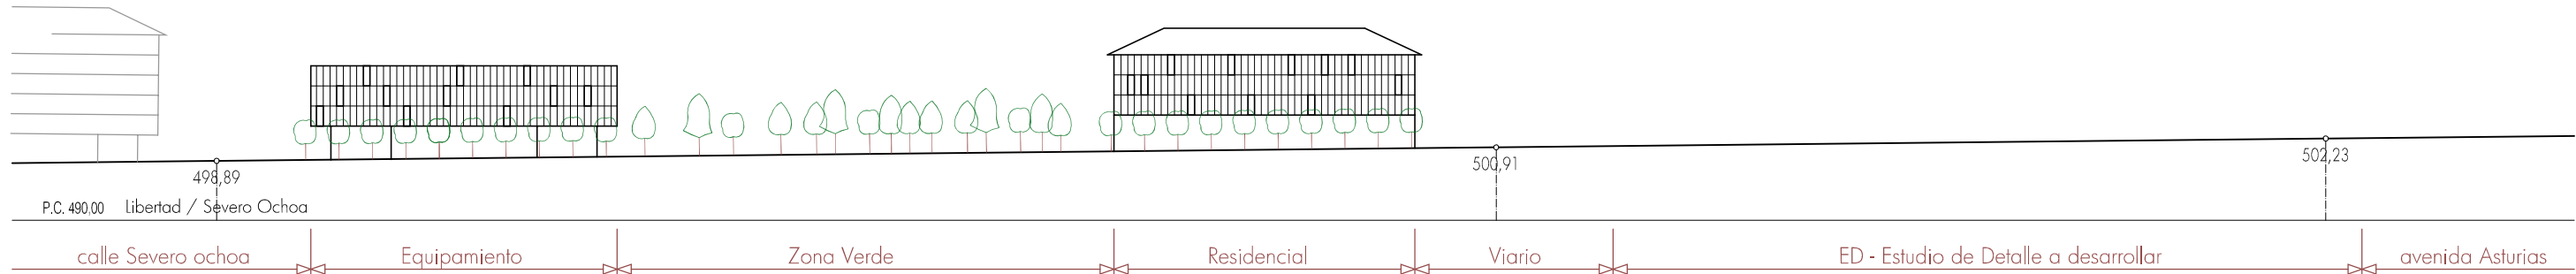 498,89
500,91
502,23
P.C. 490,00 Libertad / Severo Ochoa
calle Severo ochoa Equipamiento Zona Verde Residencial Viario ED - Estudio de Detalle a desarrollar avenida Asturias